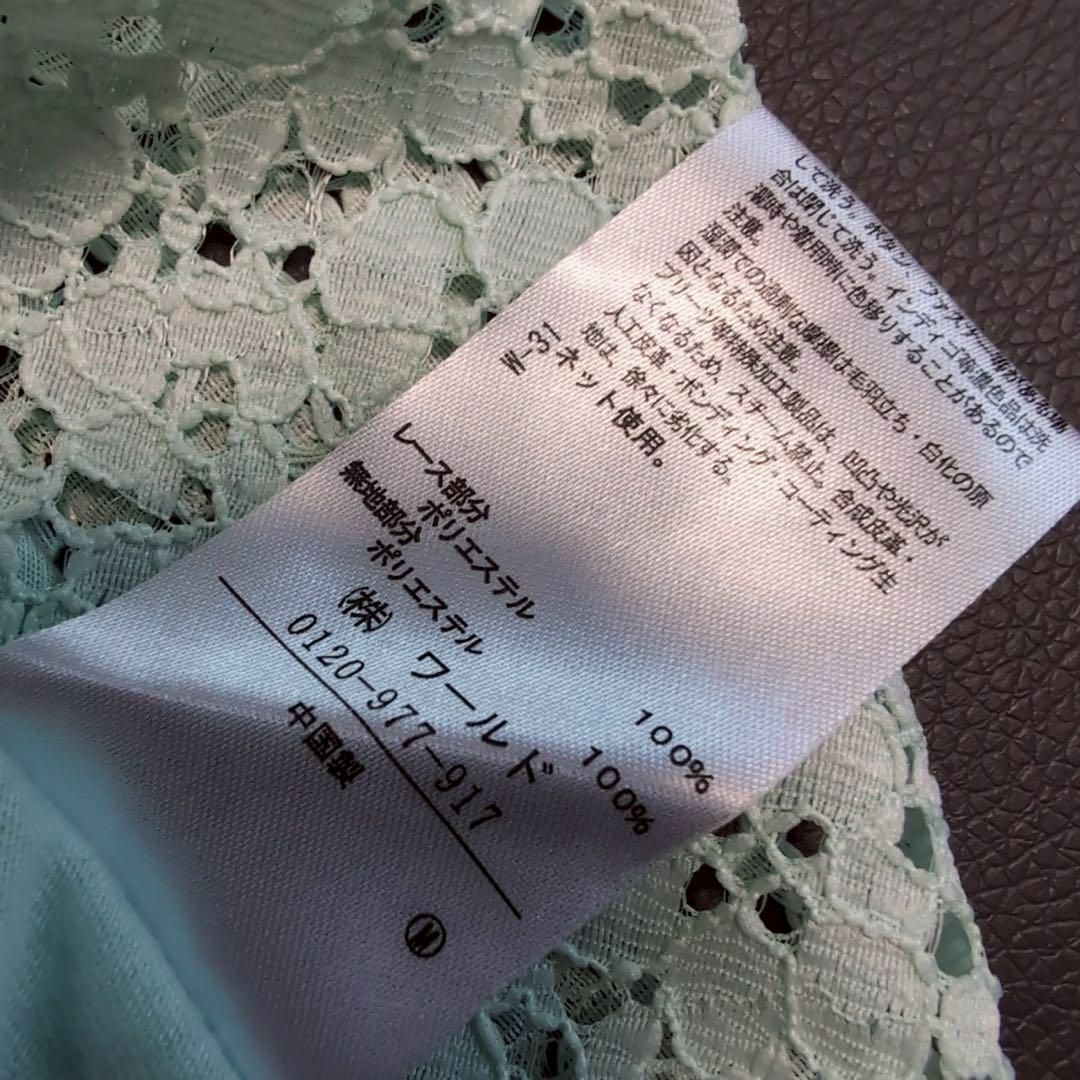 して洗う。ボタン、ファスナー等
合は閉じて洗う。インディゴ等濃色品は洗
濯時や着用時に色移りすることがあるので
注意。
湿潤での過剰な摩擦は毛羽立ち・白化の原
因となるため注意。
プリーツ等特殊加工製品は、凹凸や光沢が
なくなるため、スチーム禁止。合成皮革・
人工皮革・ボンディング・コーティング生
地は、徐々に劣化する。
W-31 ネット使用。
レース部分
ポリエステル 100%
無地部分
ポリエステル 100%
(株) ワールド
0120-977-917
中国製
W